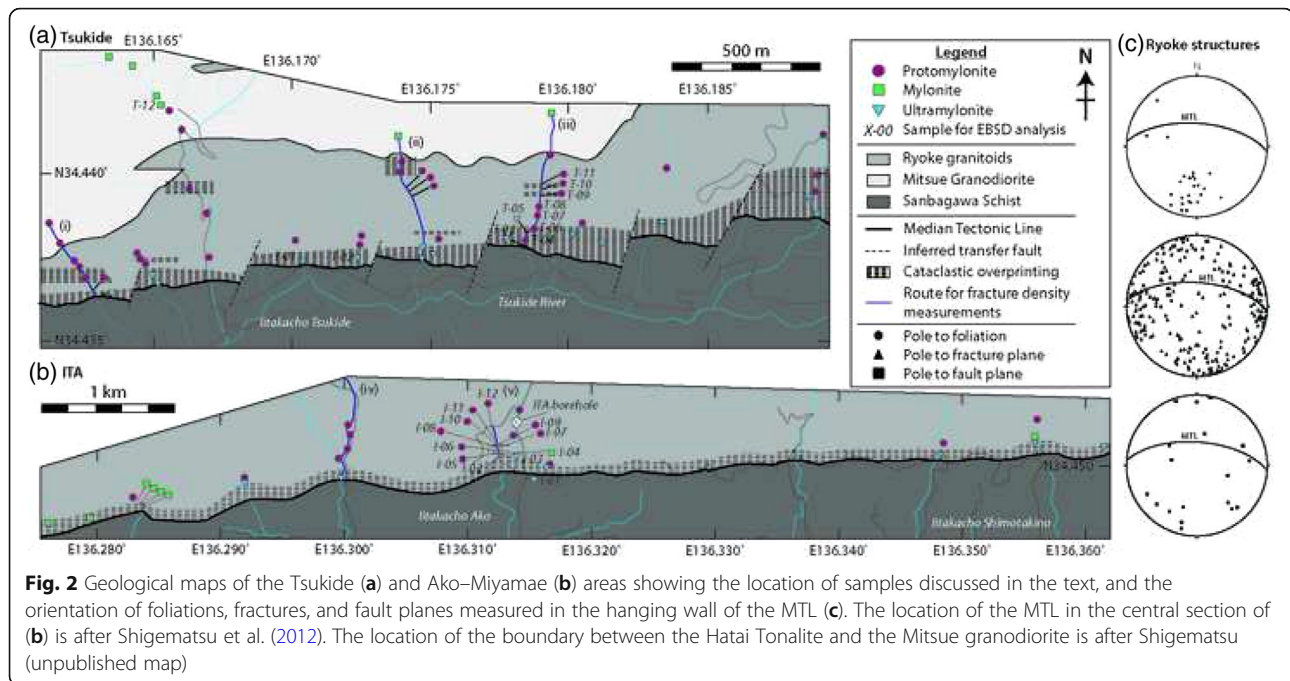 (a) Tsukide
E136.165°
E136.170°
500 m
E136.175°
E136.180°
E136.185°
T-12
(ii)
(iii)
N34.440°
(i)
T-11
T-10
T-09
T-08
T-07
T-05
Tsukide River
Iitakacho Tsukide
N34.435°
Legend
Protomylonite
Mylonite
Ultramylonite
X-00 Sample for EBSD analysis
Ryoke granitoids
Mitsue Granodiorite
Sanbagawa Schist
Median Tectonic Line
Inferred transfer fault
Cataclastic overprinting
Route for fracture density
measurements
Pole to foliation
Pole to fracture plane
Pole to fault plane
N
(c) Ryoke structures
N
MTL
MTL
MTL
(b) ITA
1 km
(iv)
(v)
I-12
I-11
I-10
I-08
I-06
I-05
ITA borehole
I-09
I-07
I-04
N34.450°
Iitakacho Ako
Iitakacho Shimotakino
E136.280°
E136.290°
E136.300°
E136.310°
E136.320°
E136.330°
E136.340°
E136.350°
E136.360°
Fig. 2 Geological maps of the Tsukide (a) and Ako–Miyamae (b) areas showing the location of samples discussed in the text, and the
orientation of foliations, fractures, and fault planes measured in the hanging wall of the MTL (c). The location of the MTL in the central section of
(b) is after Shigematsu et al. (2012). The location of the boundary between the Hatai Tonalite and the Mitsue granodiorite is after Shigematsu
(unpublished map)